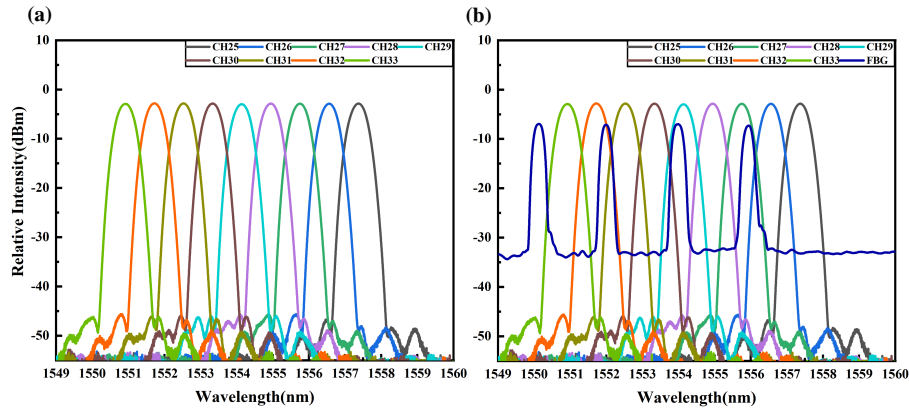 (a)
(b)
CH25 CH26 CH27 CH28 CH29
CH30 CH31 CH32 CH33
10
0
-10
-20
-30
-40
-50
Relative Intensity(dBm)
1549 1550 1551 1552 1553 1554 1555 1556 1557 1558 1559 1560
Wavelength(nm)
CH25 CH26 CH27 CH28 CH29
CH30 CH31 CH32 CH33 FBG
10
0
-10
-20
-30
-40
-50
1549 1550 1551 1552 1553 1554 1555 1556 1557 1558 1559 1560
Wavelength(nm)